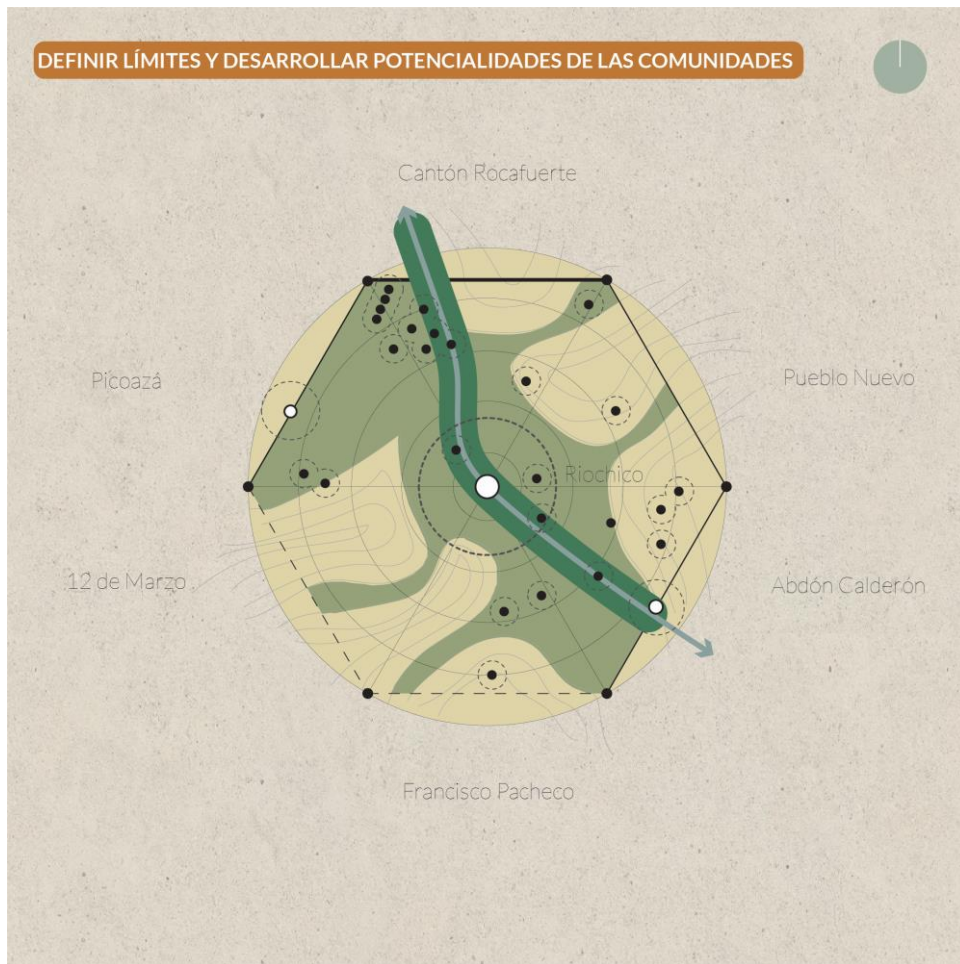 DEFINIR LÍMITES Y DESARROLLAR POTENCIALIDADES DE LAS COMUNIDADES
Cantón Rocafuerte
Picoazá
Pueblo Nuevo
Riochico
12 de Marzo
Abdón Calderón
Francisco Pacheco